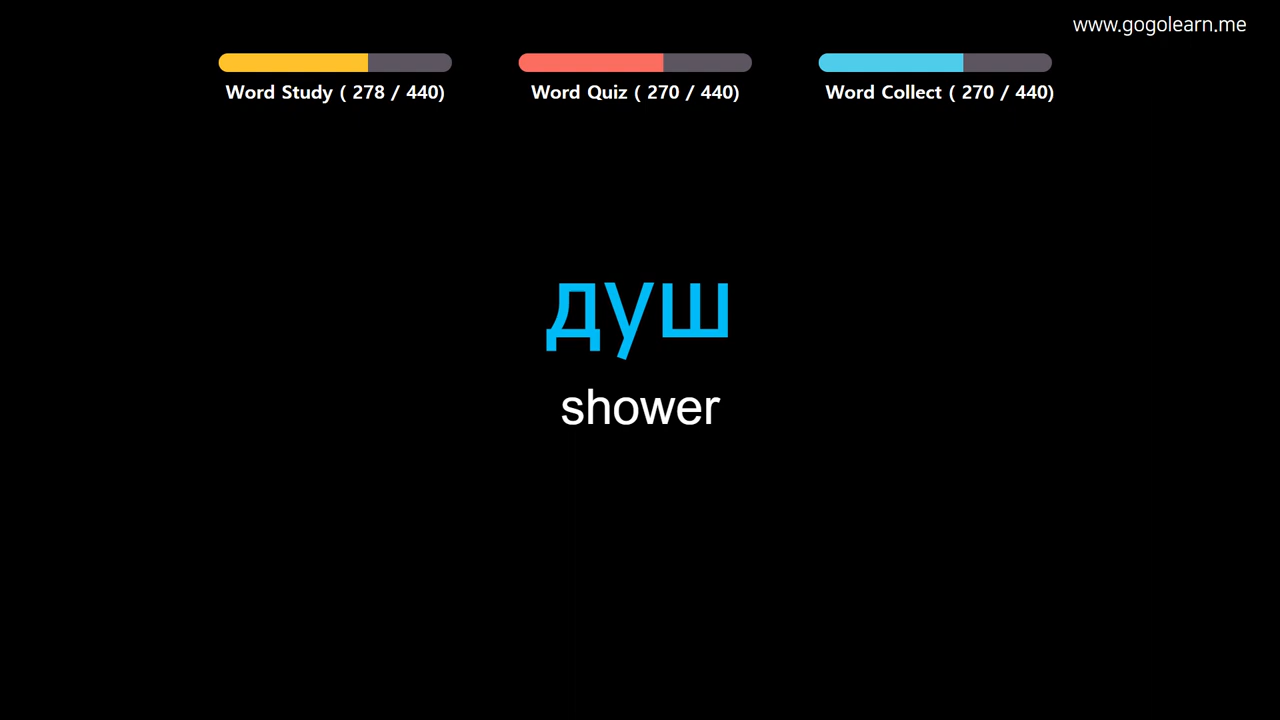 www.gogolearn.me
Word Study ( 278 / 440)
Word Quiz ( 270 / 440)
Word Collect ( 270 / 440)
душ
shower